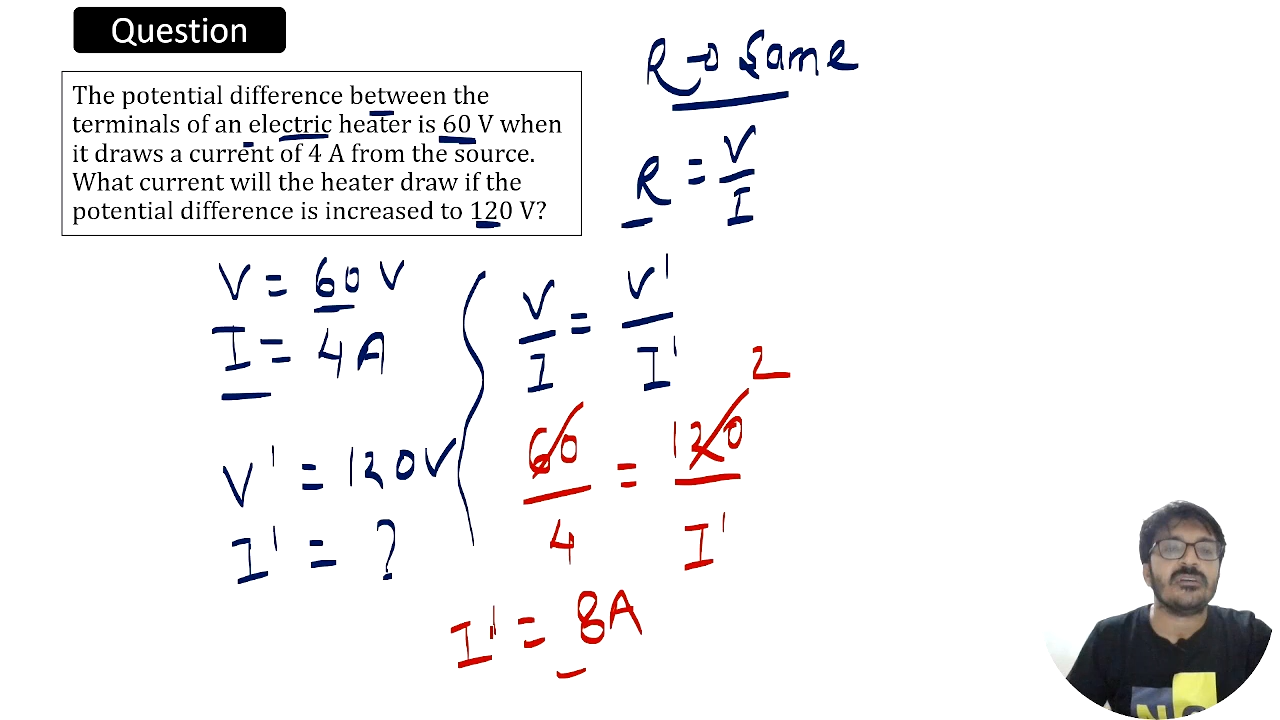 Question
The potential difference between the
terminals of an electric heater is 60 V when
it draws a current of 4 A from the source.
What current will the heater draw if the
potential difference is increased to 120 V?
R → Same
R = V/I
V = 60 V
I = 4A
V' = 120V
I' = ?
V/I = V'/I'
2
60/4 = 120/I'
I' = 8A